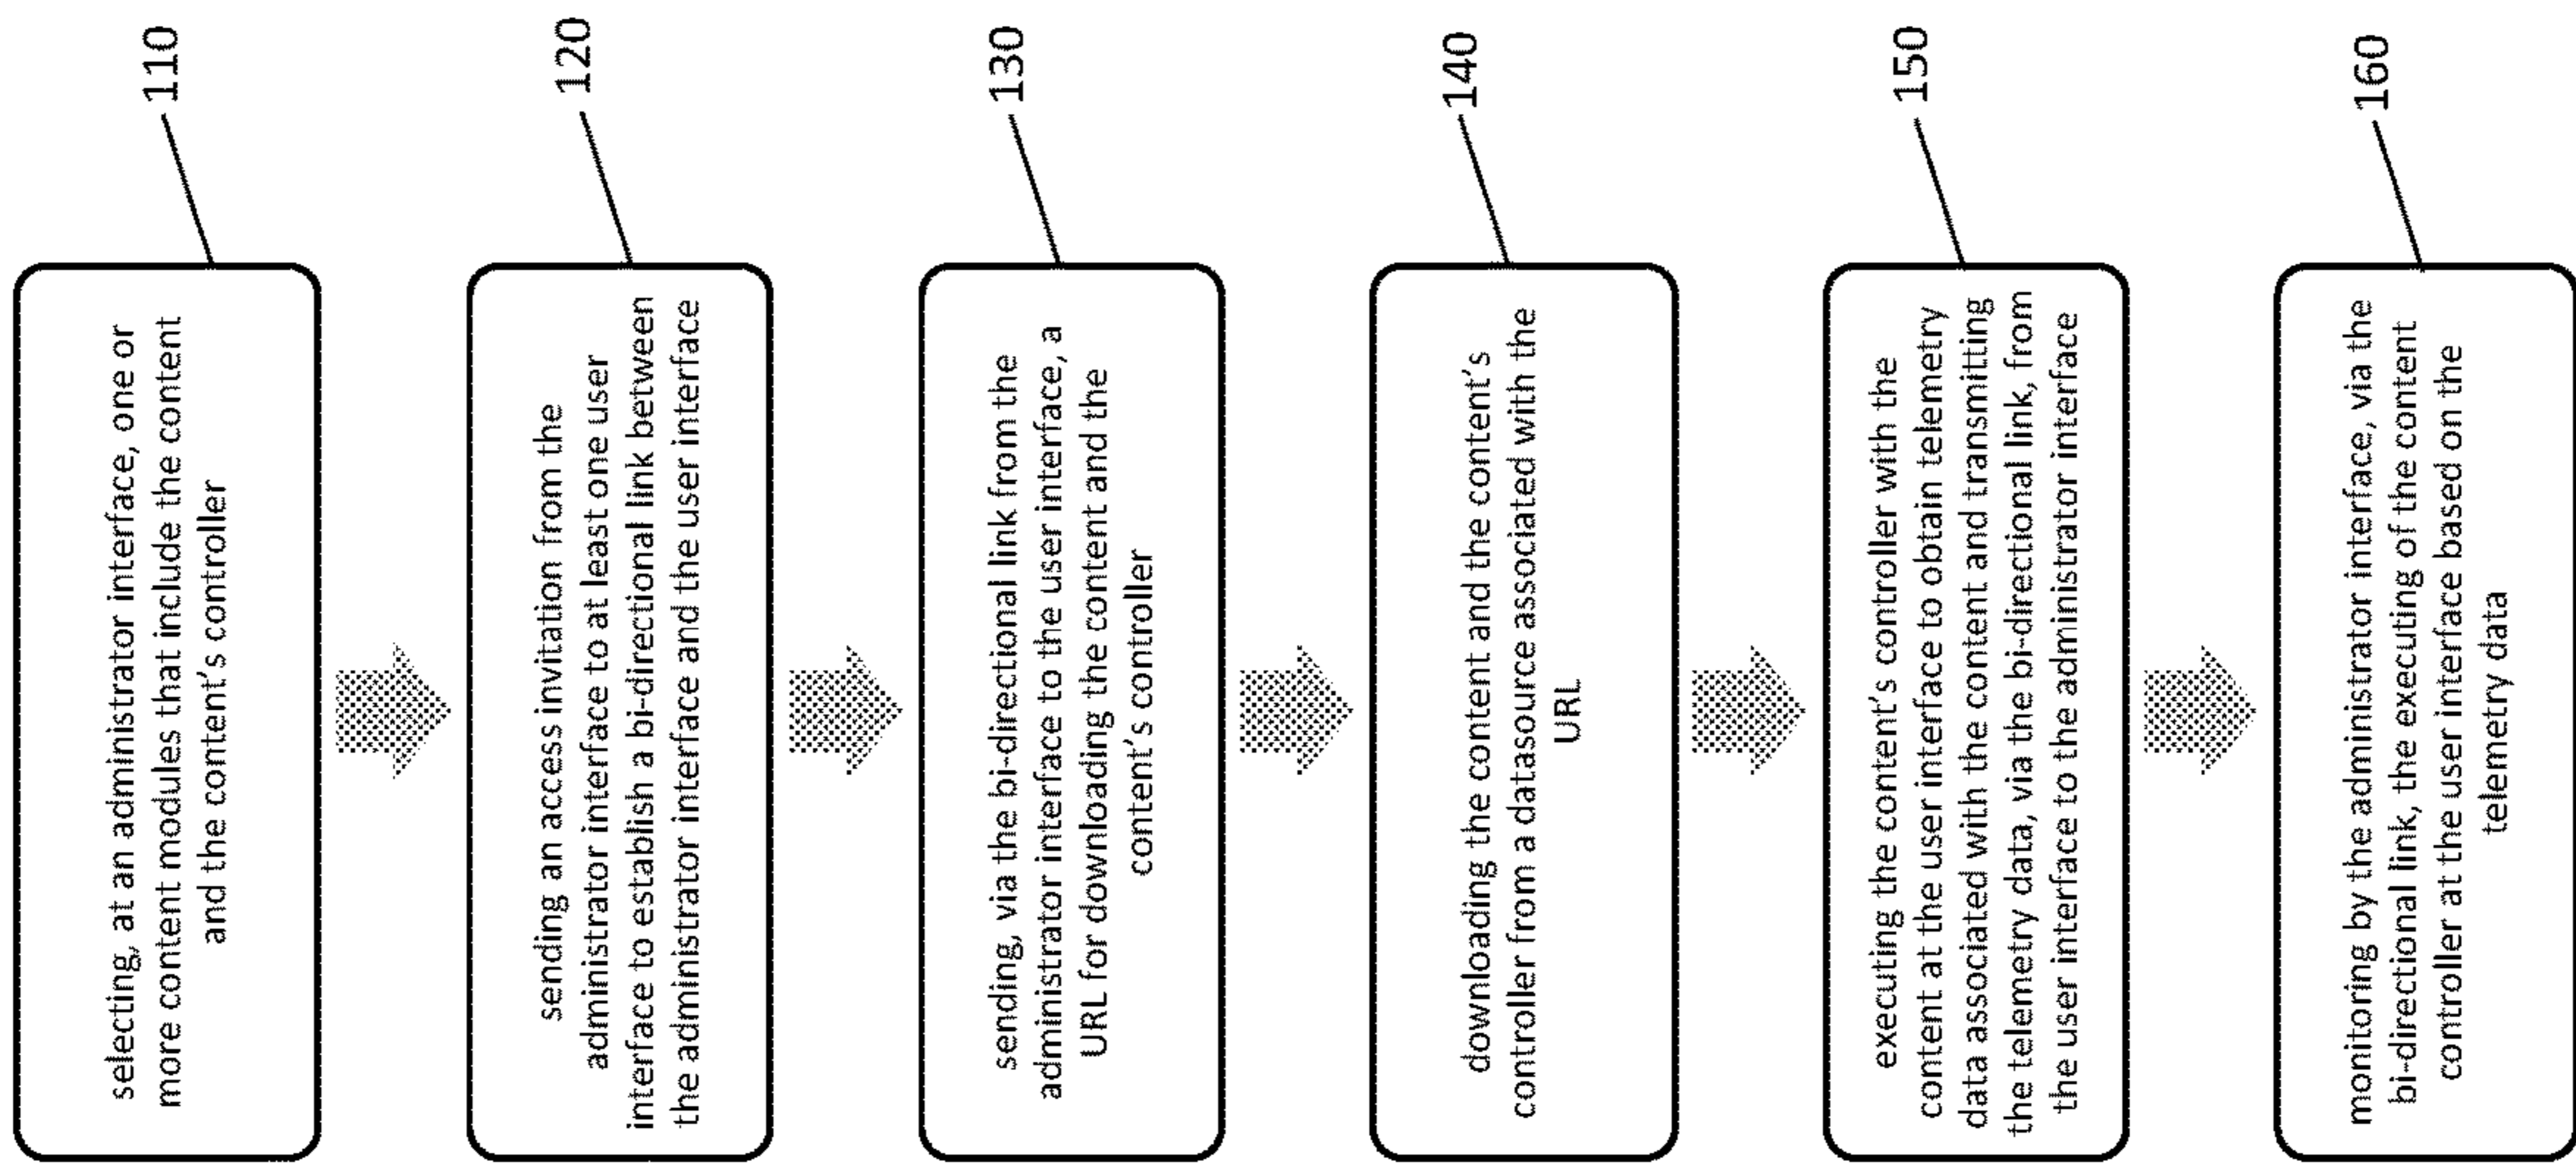 selecting, at an administrator interface, one or
more content modules that include the content
and the content's controller
110
sending an access invitation from the
administrator interface to at least one user
interface to establish a bi-directional link between
the administrator interface and the user interface
120
sending, via the bi-directional link from the
administrator interface to the user interface, a
URL for downloading the content and the
content's controller
130
downloading the content and the content's
controller from a datasource associated with the
URL
140
executing the content's controller with the
content at the user interface to obtain telemetry
data associated with the content and transmitting
the telemetry data, via the bi-directional link, from
the user interface to the administrator interface
150
monitoring by the administrator interface, via the
bi-directional link, the executing of the content
controller at the user interface based on the
telemetry data
160